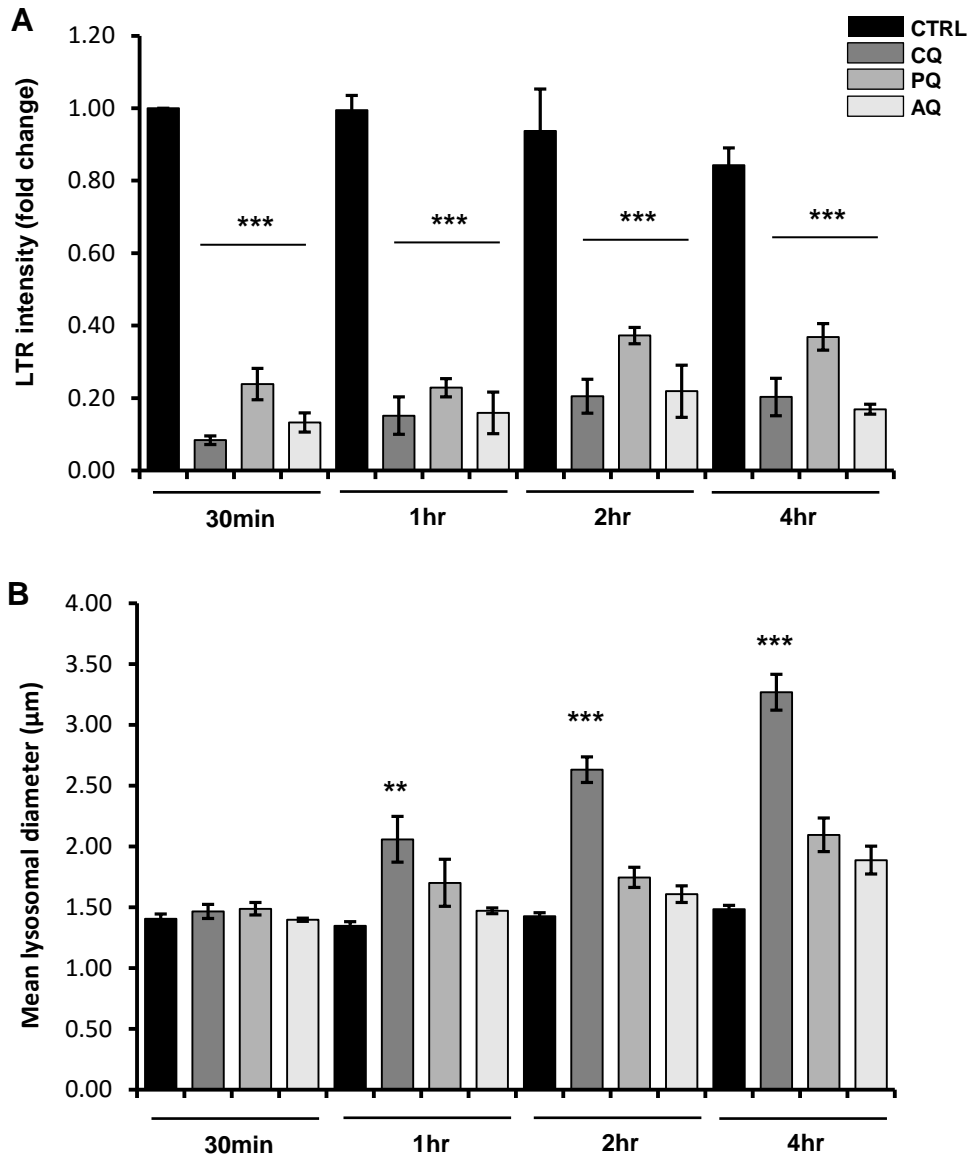 A
1.20
1.00
0.80
0.60
0.40
0.20
0.00
LTR intensity (fold change)
CTRL
CQ
PQ
AQ
*** *** *** ***
30min 1hr 2hr 4hr
B
4.00
3.50
3.00
2.50
2.00
1.50
1.00
0.50
0.00
Mean lysosomal diameter (µm)
** *** ***
30min 1hr 2hr 4hr